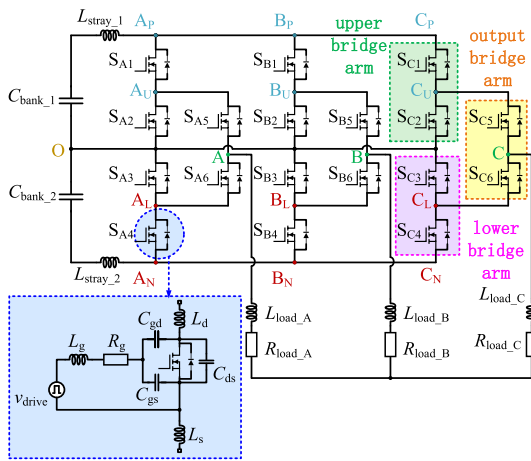 L_stray_1
A_P
B_P
C_P
upper bridge arm
output bridge arm
S_A1
S_B1
S_C1
C_bank_1
A_U
B_U
C_U
S_A2
S_A5
S_B2
S_B5
S_C2
S_C5
O
A
B
C
S_A3
S_A6
S_B3
S_B6
S_C3
S_C6
C_bank_2
A_L
B_L
C_L
S_A4
S_B4
S_C4
lower bridge arm
L_stray_2
A_N
B_N
C_N
L_load_A
L_load_B
L_load_C
R_load_A
R_load_B
R_load_C
L_d
C_gd
L_g
R_g
C_ds
C_gs
v_drive
L_s